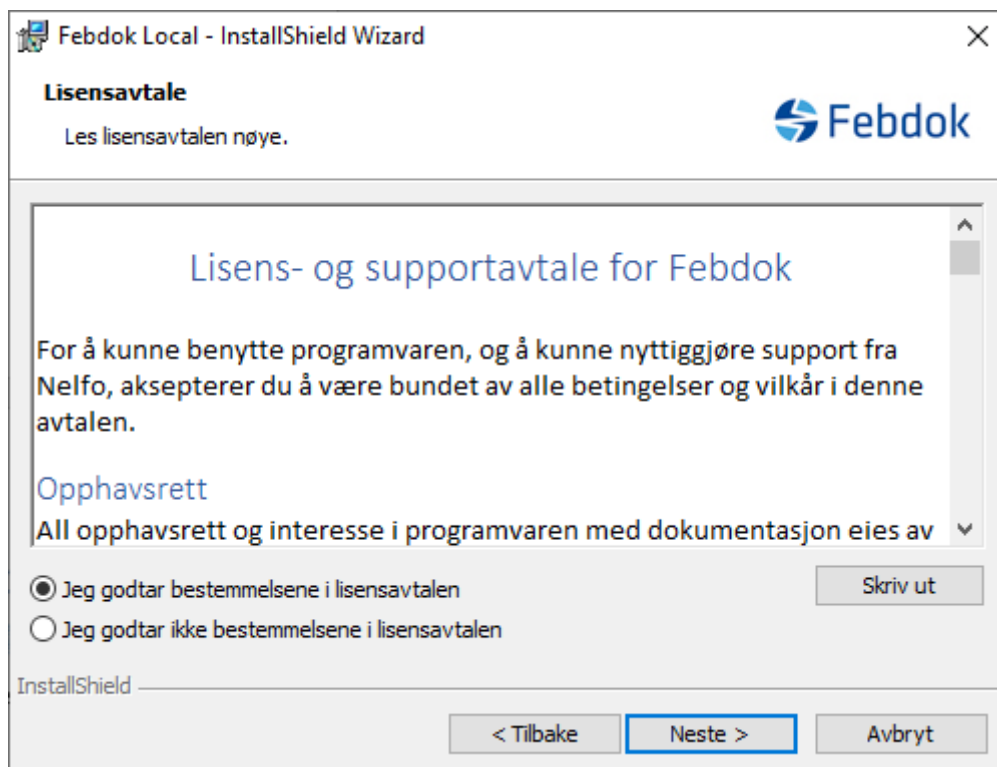 Febdok Local - InstallShield Wizard
Lisensavtale
Les lisensavtalen nøye.
Febdok
Lisens- og supportavtale for Febdok
For å kunne benytte programvaren, og å kunne nyttiggjøre support fra
Nelfo, aksepterer du å være bundet av alle betingelser og vilkår i denne
avtalen.
Opphavsrett
All opphavsrett og interesse i programvaren med dokumentasjon eies av
Jeg godtar bestemmelsene i lisensavtalen
Skriv ut
Jeg godtar ikke bestemmelsene i lisensavtalen
InstallShield
< Tilbake
Neste >
Avbryt